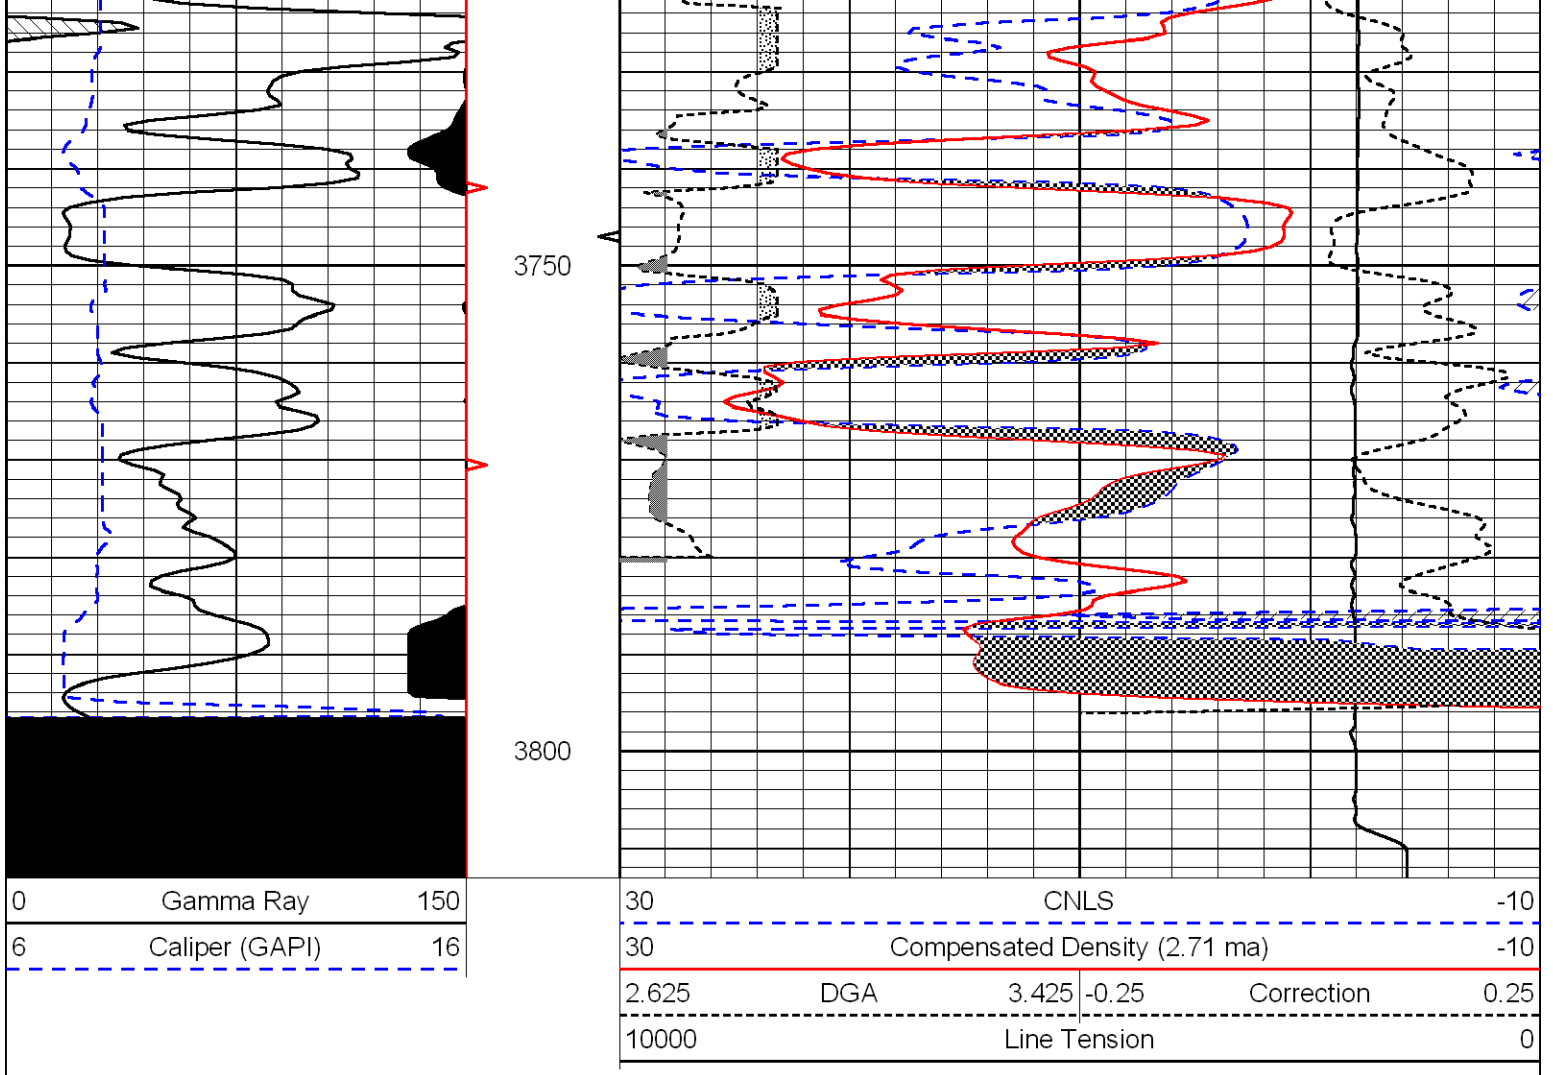 3750
3800
0 Gamma Ray 150
6 Caliper (GAPI) 16
30 CNLS -10
30 Compensated Density (2.71 ma) -10
2.625 DGA 3.425 -0.25 Correction 0.25
10000 Line Tension 0